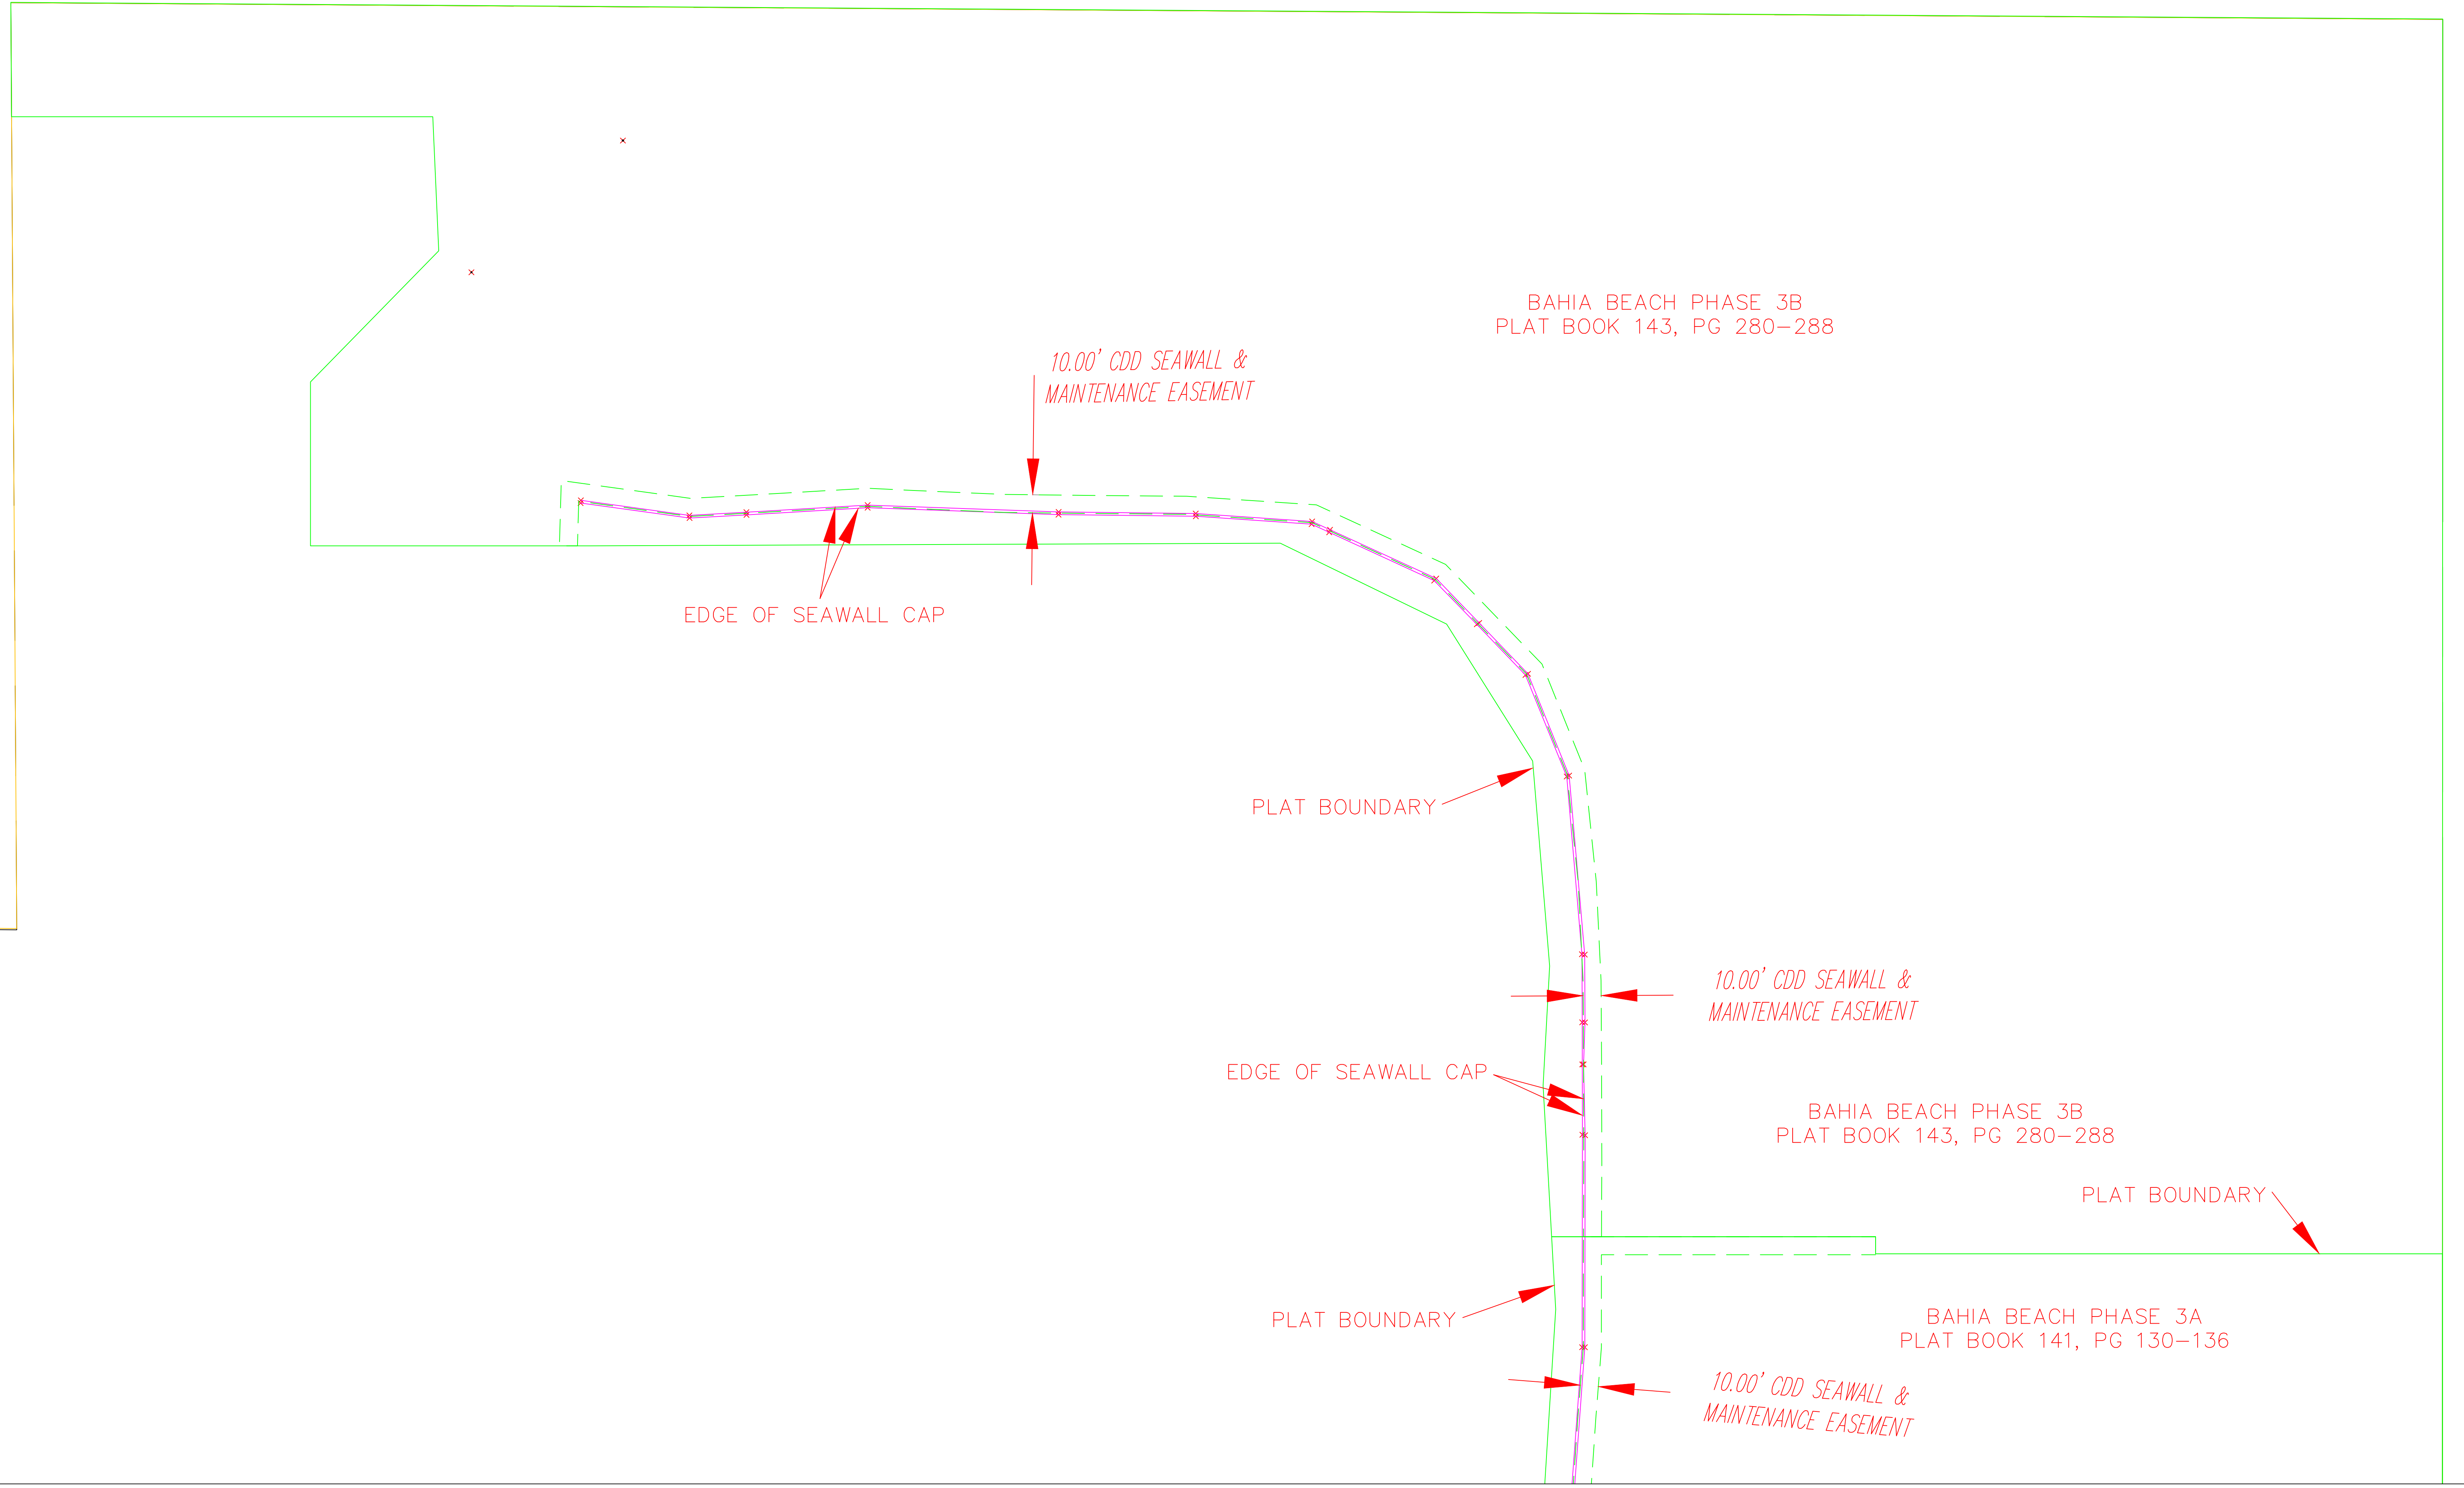 BAHIA BEACH PHASE 3B
PLAT BOOK 143, PG 280-288
10.00' CDD SEAWALL &
MAINTENANCE EASEMENT
EDGE OF SEAWALL CAP
PLAT BOUNDARY
10.00' CDD SEAWALL &
MAINTENANCE EASEMENT
EDGE OF SEAWALL CAP
BAHIA BEACH PHASE 3B
PLAT BOOK 143, PG 280-288
PLAT BOUNDARY
PLAT BOUNDARY
BAHIA BEACH PHASE 3A
PLAT BOOK 141, PG 130-136
10.00' CDD SEAWALL &
MAINTENANCE EASEMENT